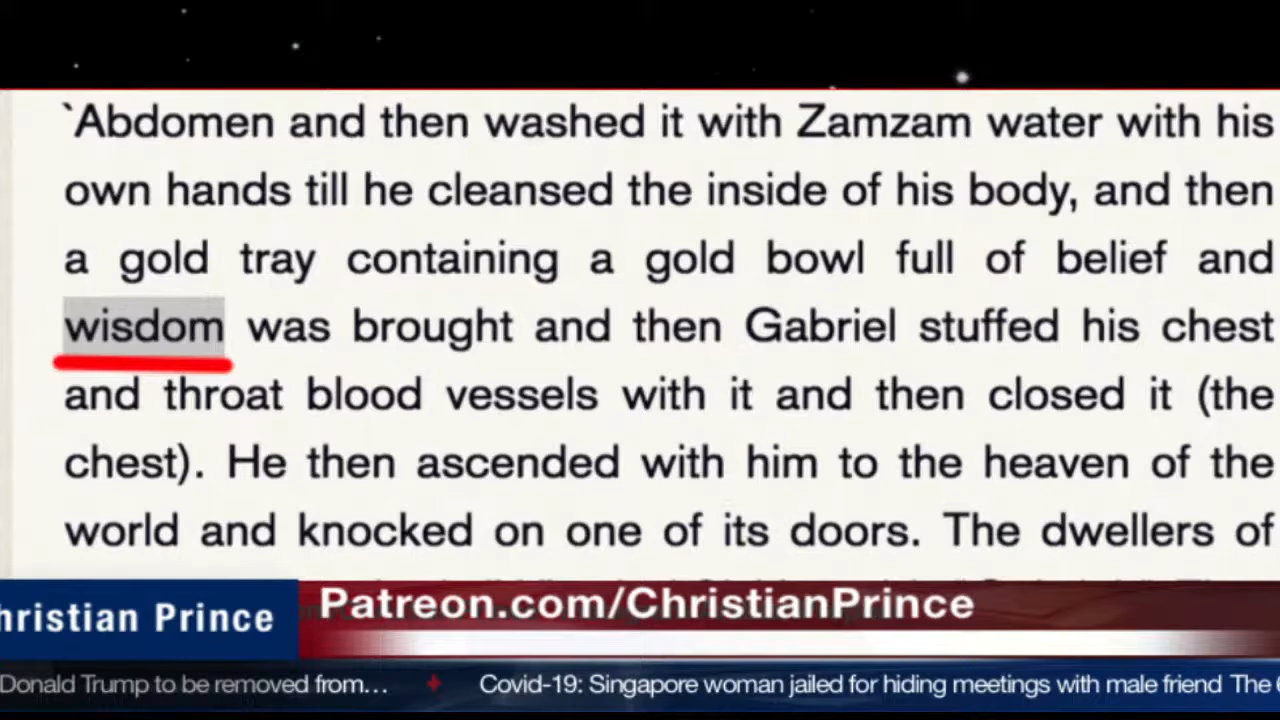 `Abdomen and then washed it with Zamzam water with his
own hands till he cleansed the inside of his body, and then
a gold tray containing a gold bowl full of belief and
wisdom was brought and then Gabriel stuffed his chest
and throat blood vessels with it and then closed it (the
chest). He then ascended with him to the heaven of the
world and knocked on one of its doors. The dwellers of
hristian Prince
Patreon.com/ChristianPrince
Donald Trump to be removed from… Covid-19: Singapore woman jailed for hiding meetings with male friend The